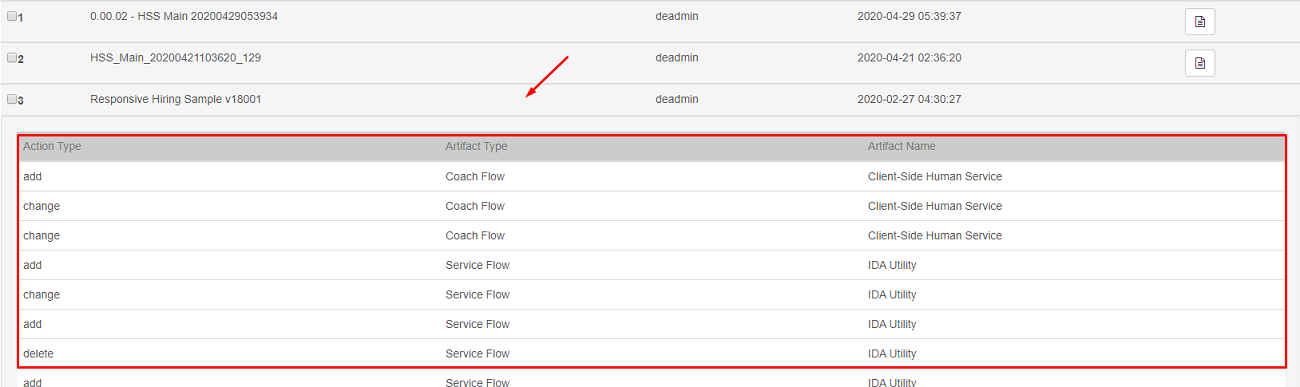 1 0.00.02 - HSS Main 20200429053934 deadmin 2020-04-29 05:39:37
2 HSS_Main_20200421103620_129 deadmin 2020-04-21 02:36:20
3 Responsive Hiring Sample v18001 deadmin 2020-02-27 04:30:27
Action Type Artifact Type Artifact Name
add Coach Flow Client-Side Human Service
change Coach Flow Client-Side Human Service
change Coach Flow Client-Side Human Service
add Service Flow IDA Utility
change Service Flow IDA Utility
add Service Flow IDA Utility
delete Service Flow IDA Utility
add Service Flow IDA Utility